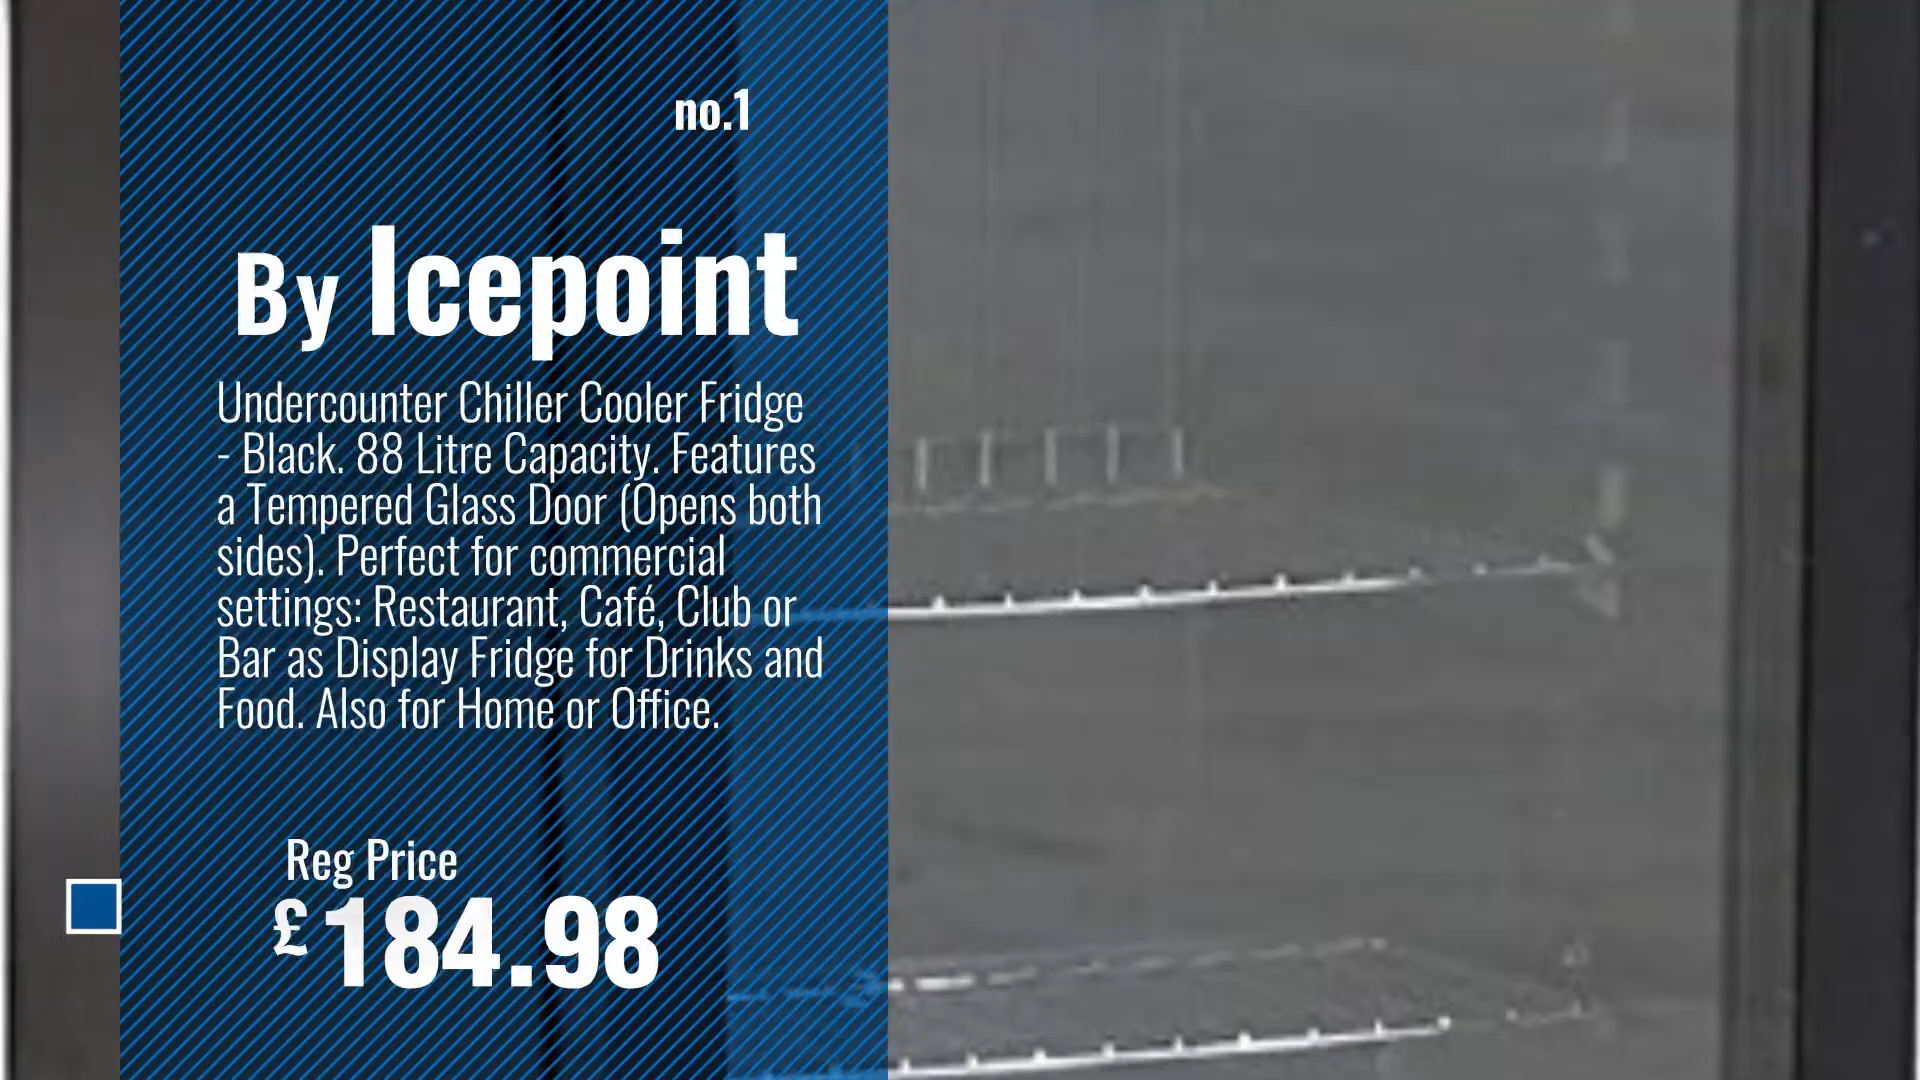 no.1
By Icepoint
Undercounter Chiller Cooler Fridge
- Black. 88 Litre Capacity. Features
a Tempered Glass Door (Opens both
sides). Perfect for commercial
settings: Restaurant, Café, Club or
Bar as Display Fridge for Drinks and
Food. Also for Home or Office.
Reg Price
£184.98